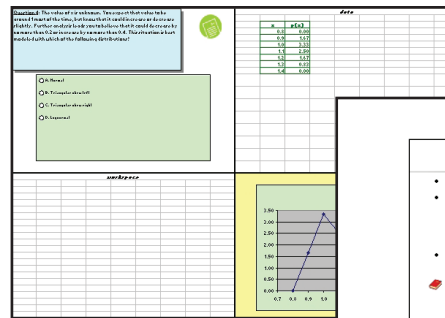 Question 4: The value of x is unknown. You expect that value to be
around 1 most of the time, but know that it could increase or decrease
slightly. Further analysis leads you to believe that it could decrease by
no more than 0.2 or increase by no more than 0.4. This situation is best
modeled with which of the following distributions?
A. Normal
B. Triangular skew left
C. Triangular skew right
D. Lognormal
data
x p(x)
0.8 0.00
0.9 1.67
1.0 3.33
1.1 2.50
1.2 1.67
1.3 0.83
1.4 0.00
workspace
3.50
3.00
2.50
2.00
1.50
1.00
0.50
0.00
0.7 0.8 0.9 1.0